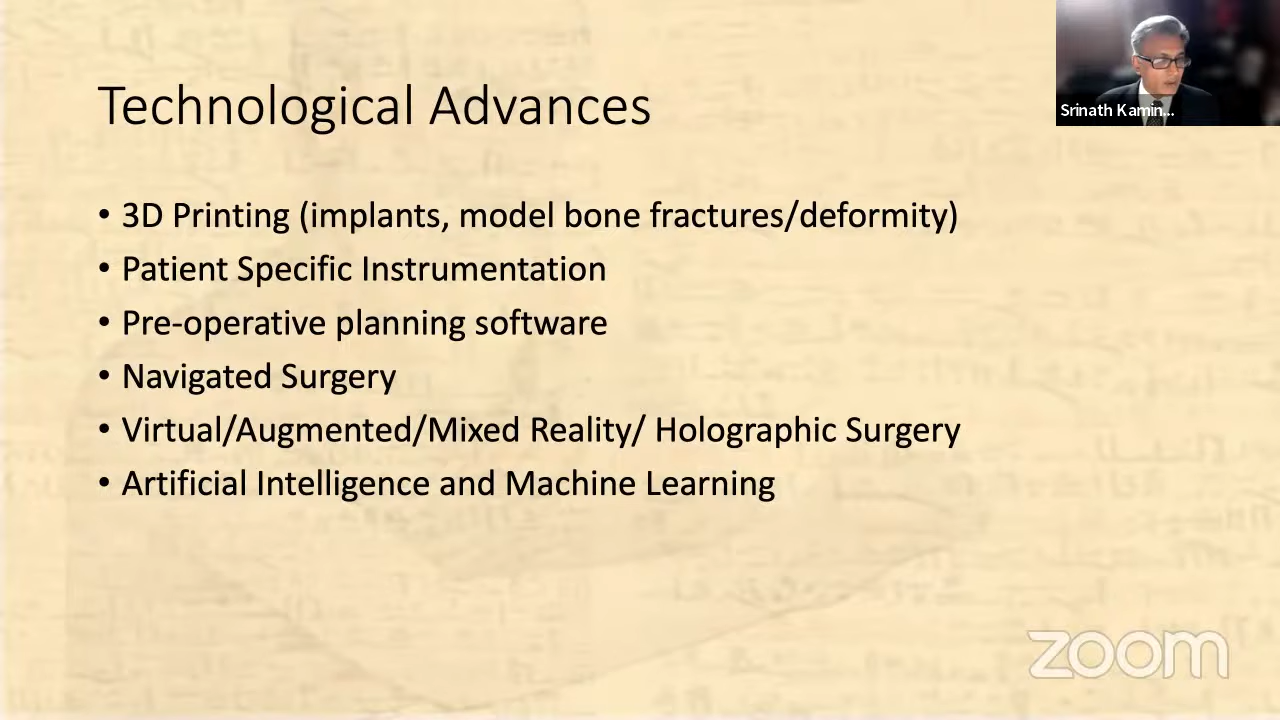 Technological Advances
Srinath Kamin...
• 3D Printing (implants, model bone fractures/deformity)
• Patient Specific Instrumentation
• Pre-operative planning software
• Navigated Surgery
• Virtual/Augmented/Mixed Reality/ Holographic Surgery
• Artificial Intelligence and Machine Learning
zoom